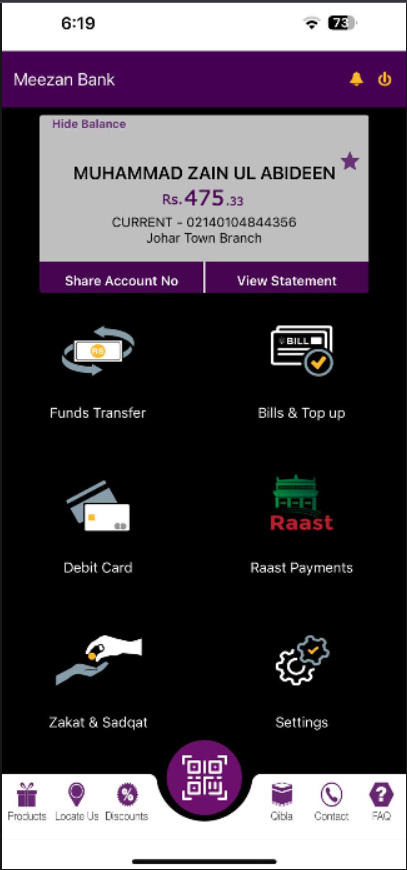 6:19
73
Meezan Bank
Hide Balance
MUHAMMAD ZAIN UL ABIDEEN
Rs.475.33
CURRENT - 02140104844356
Johar Town Branch
Share Account No
View Statement
RS
BILL
Funds Transfer
Bills & Top up
Raast
Debit Card
Raast Payments
Zakat & Sadqat
Settings
Products
Locate Us
Discounts
Qibla
Contact
FAQ